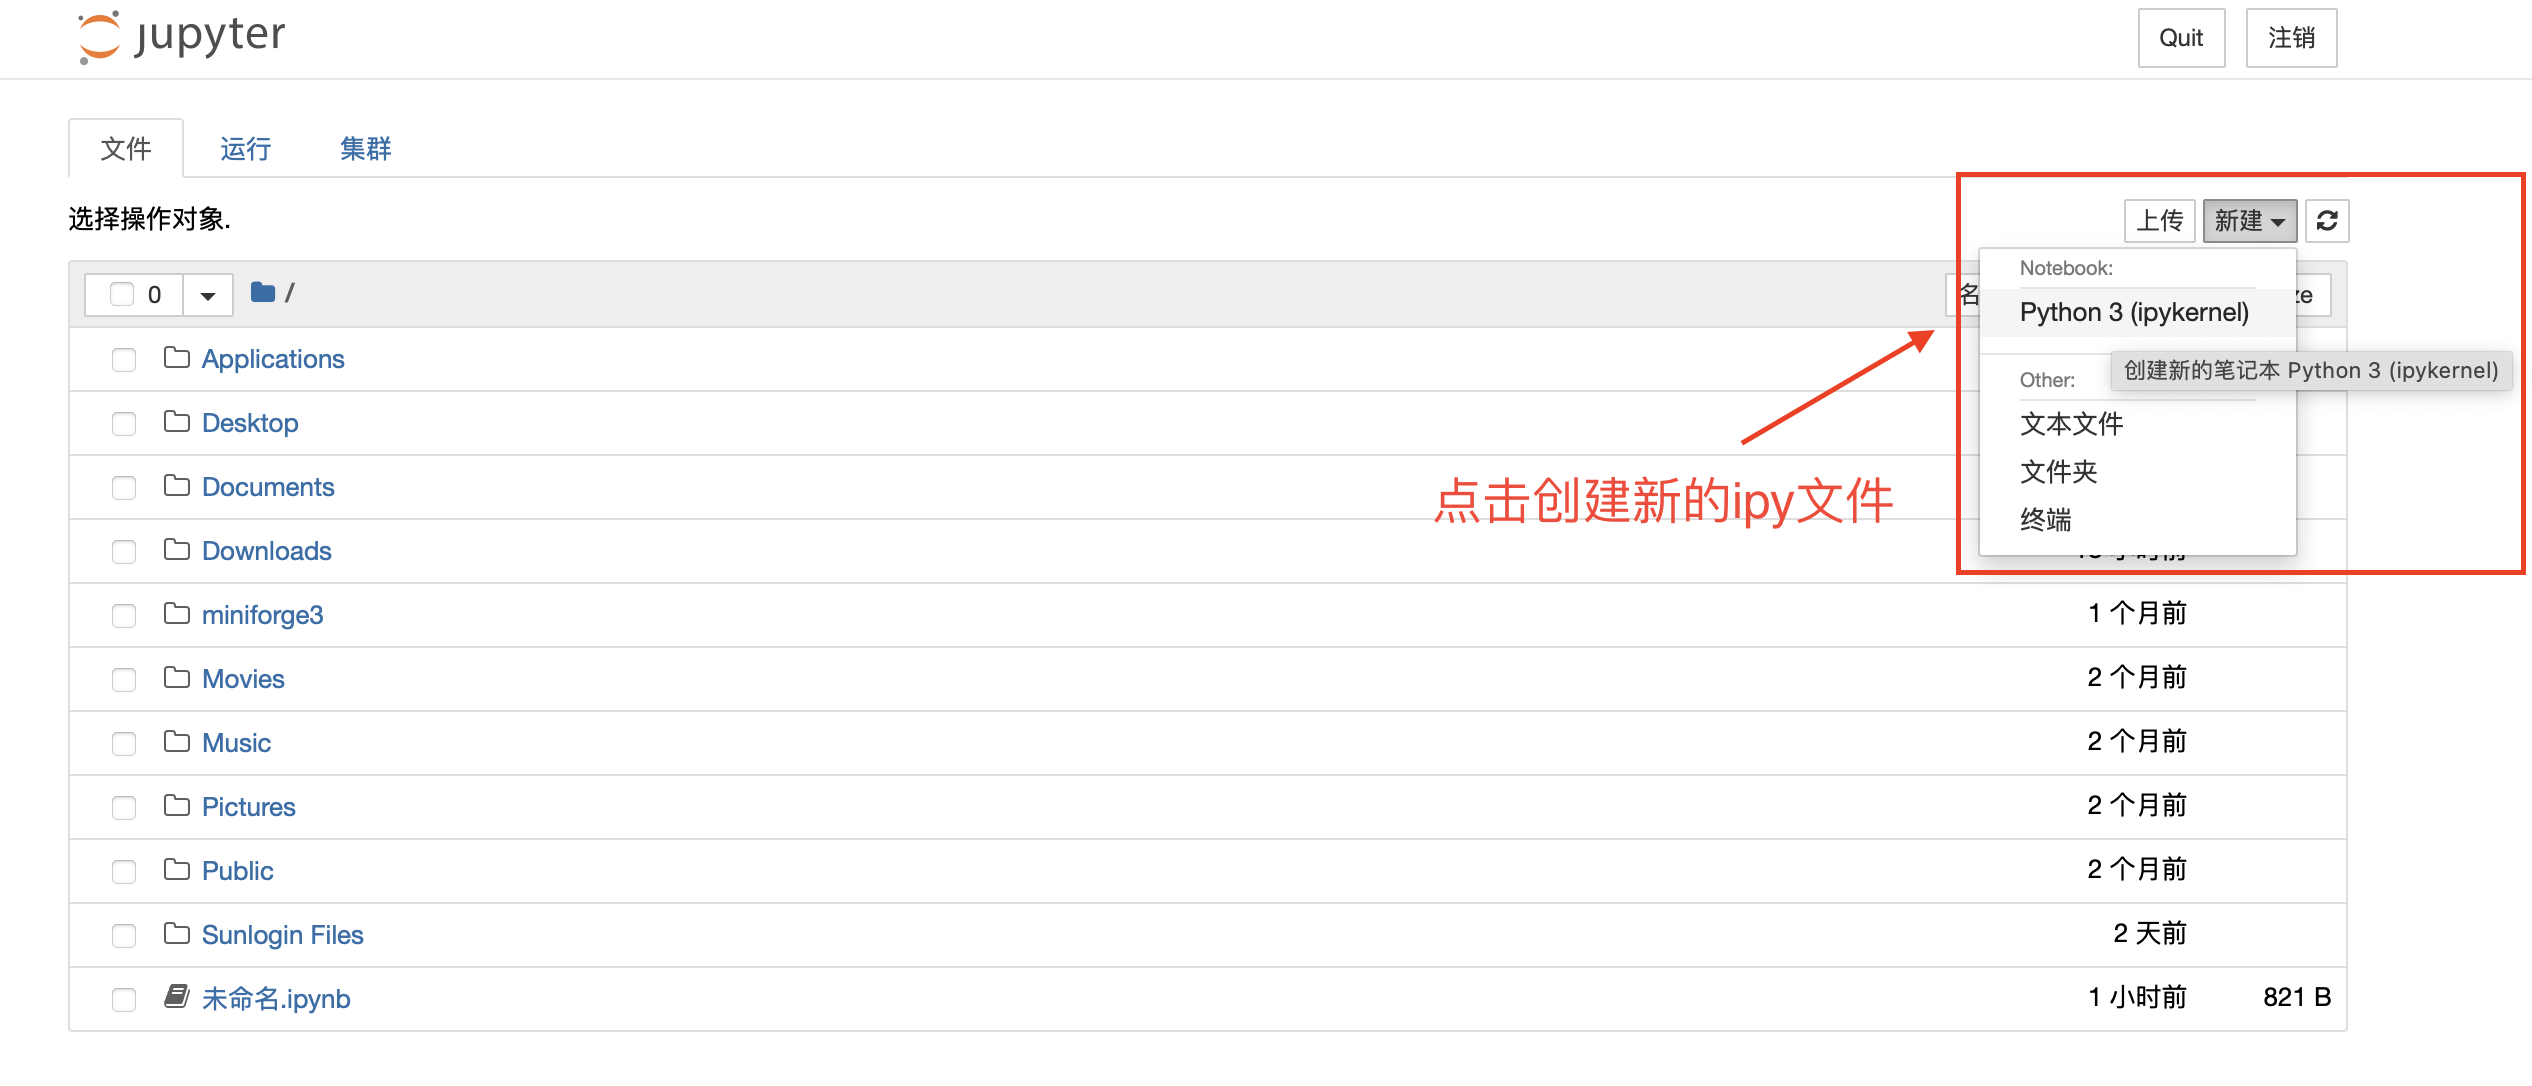 jupyter
Quit
注销
文件
运行
集群
选择操作对象.
上传
新建
0
/
名
ze
Notebook:
Python 3 (ipykernel)
创建新的笔记本 Python 3 (ipykernel)
Other:
文本文件
文件夹
终端
点击创建新的ipy文件
Applications
Desktop
Documents
Downloads
miniforge3
1 个月前
Movies
2 个月前
Music
2 个月前
Pictures
2 个月前
Public
2 个月前
Sunlogin Files
2 天前
未命名.ipynb
1 小时前
821 B